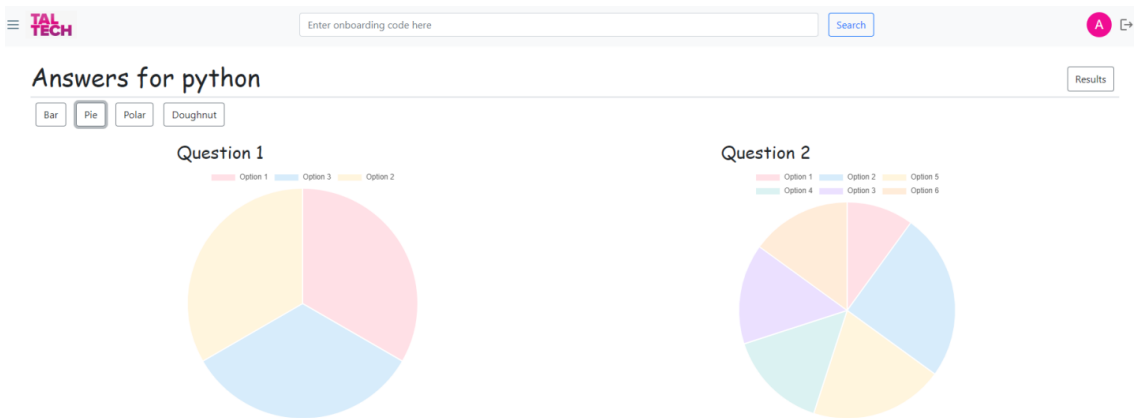 TAL
TECH
Enter onboarding code here
Search
A
Answers for python
Results
Bar
Pie
Polar
Doughnut
Question 1
Option 1 Option 3 Option 2
Question 2
Option 1 Option 2 Option 5
Option 4 Option 3 Option 6